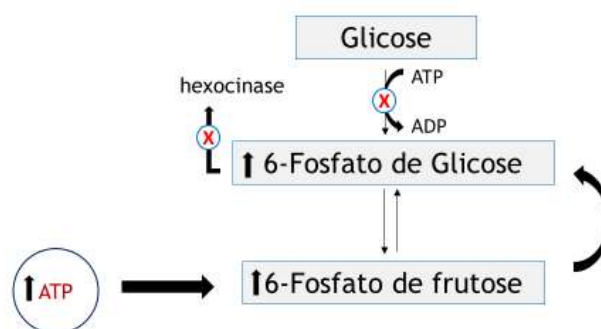 Glicose
ATP
hexocinase
X
X
ADP
6-Fosfato de Glicose
ATP
6-Fosfato de frutose